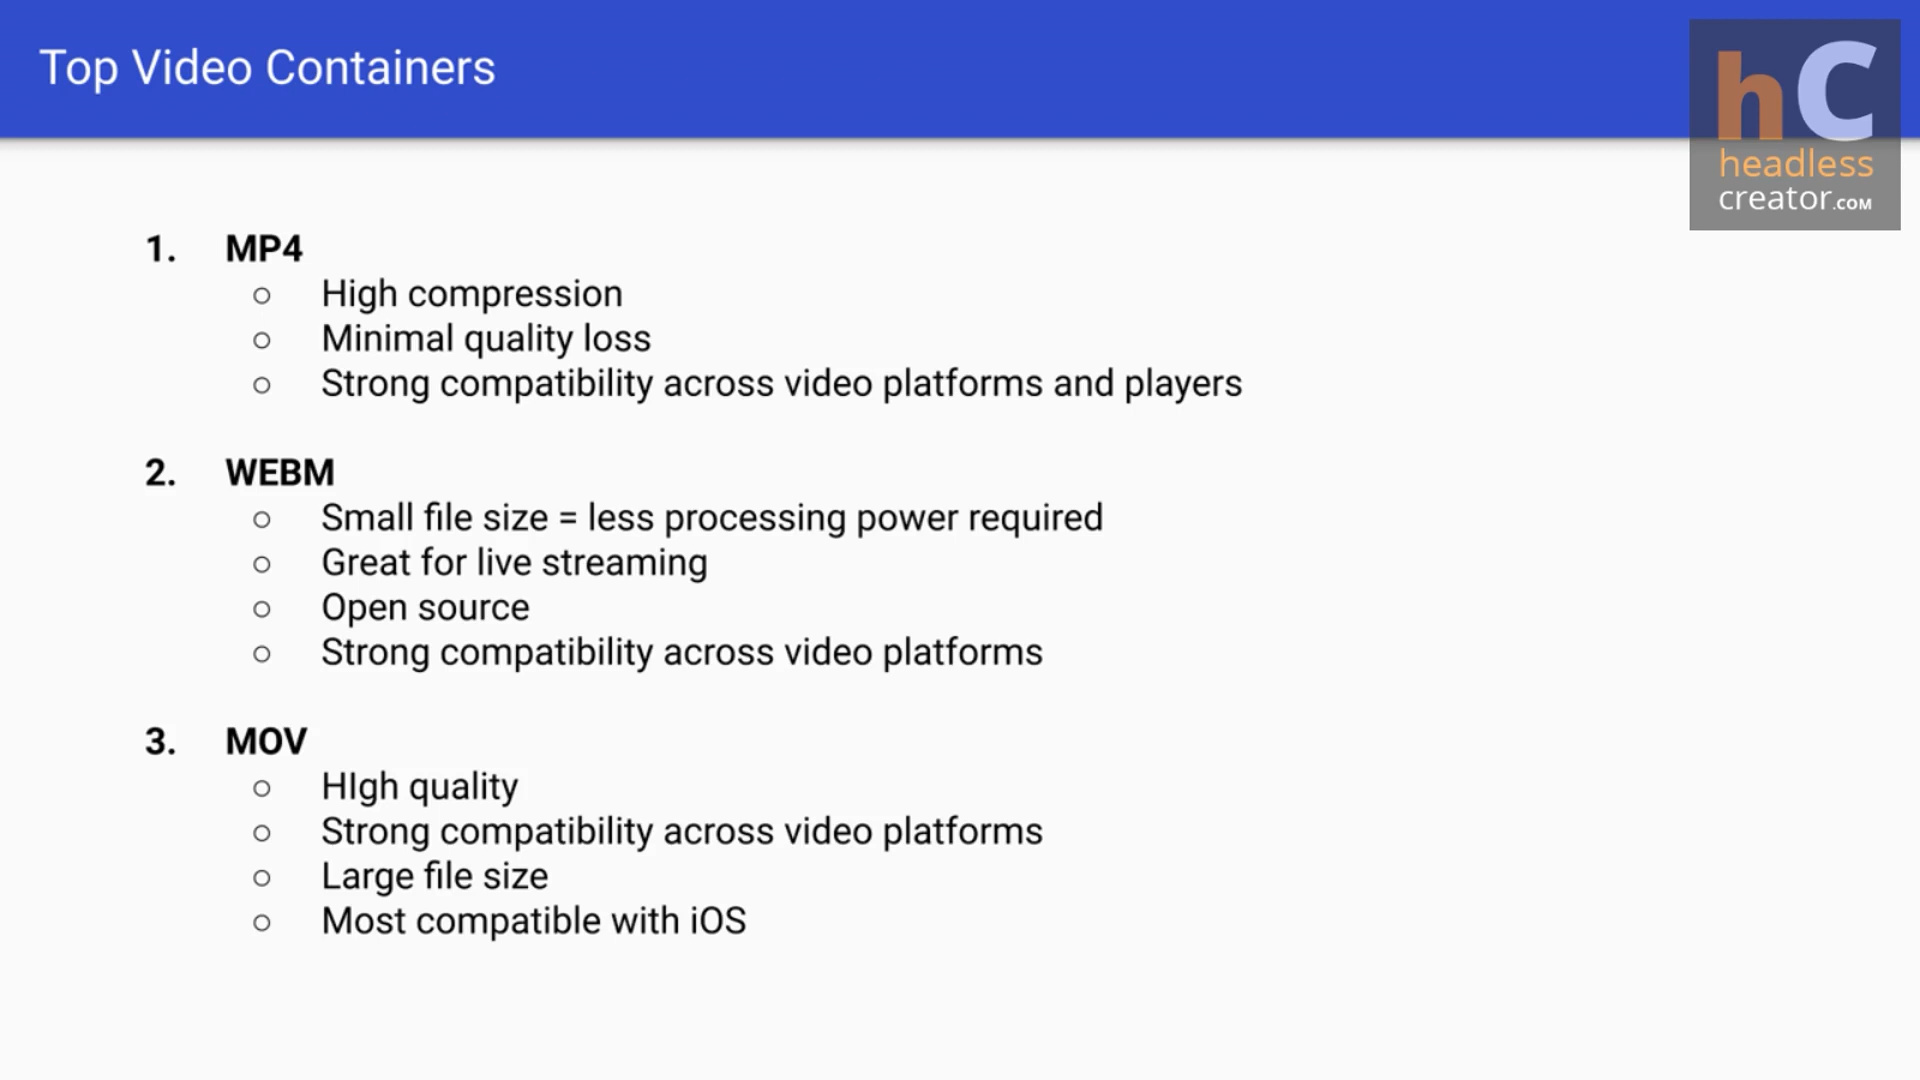 Top Video Containers
hC
headless
creator.COM
1. MP4
○ High compression
○ Minimal quality loss
○ Strong compatibility across video platforms and players
2. WEBM
○ Small file size = less processing power required
○ Great for live streaming
○ Open source
○ Strong compatibility across video platforms
3. MOV
○ HIgh quality
○ Strong compatibility across video platforms
○ Large file size
○ Most compatible with iOS